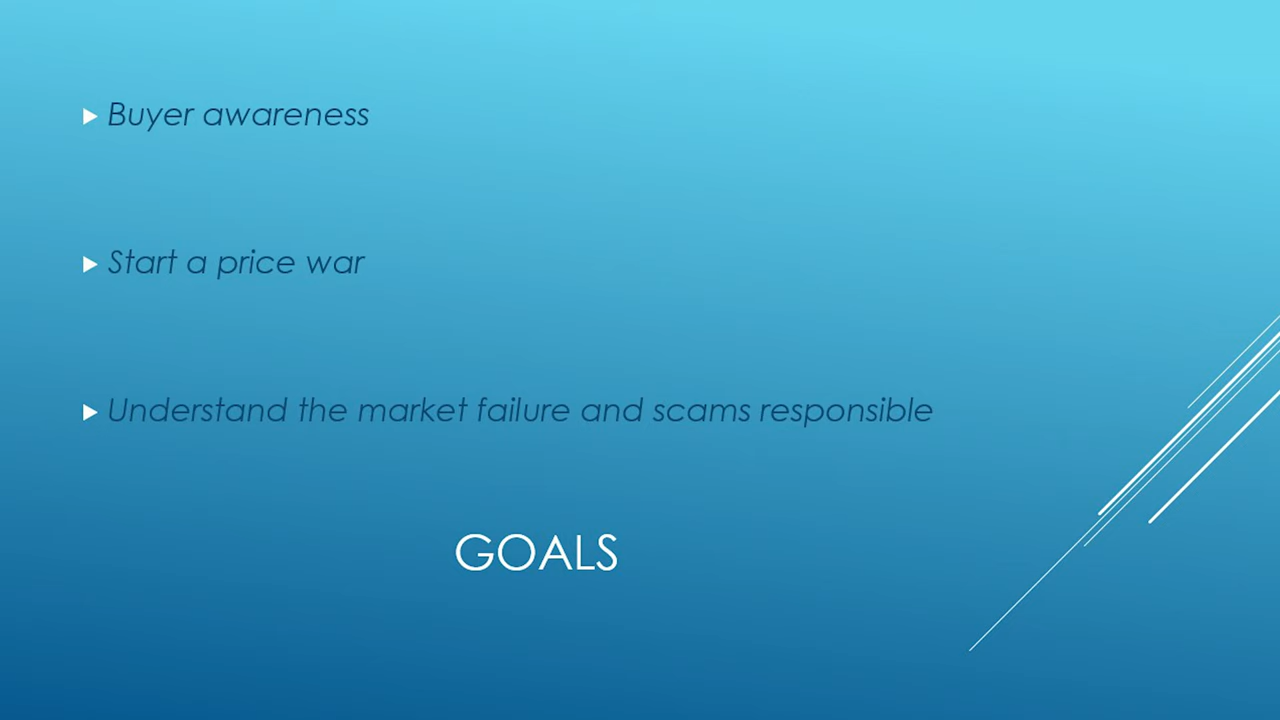 Buyer awareness
Start a price war
Understand the market failure and scams responsible
GOALS